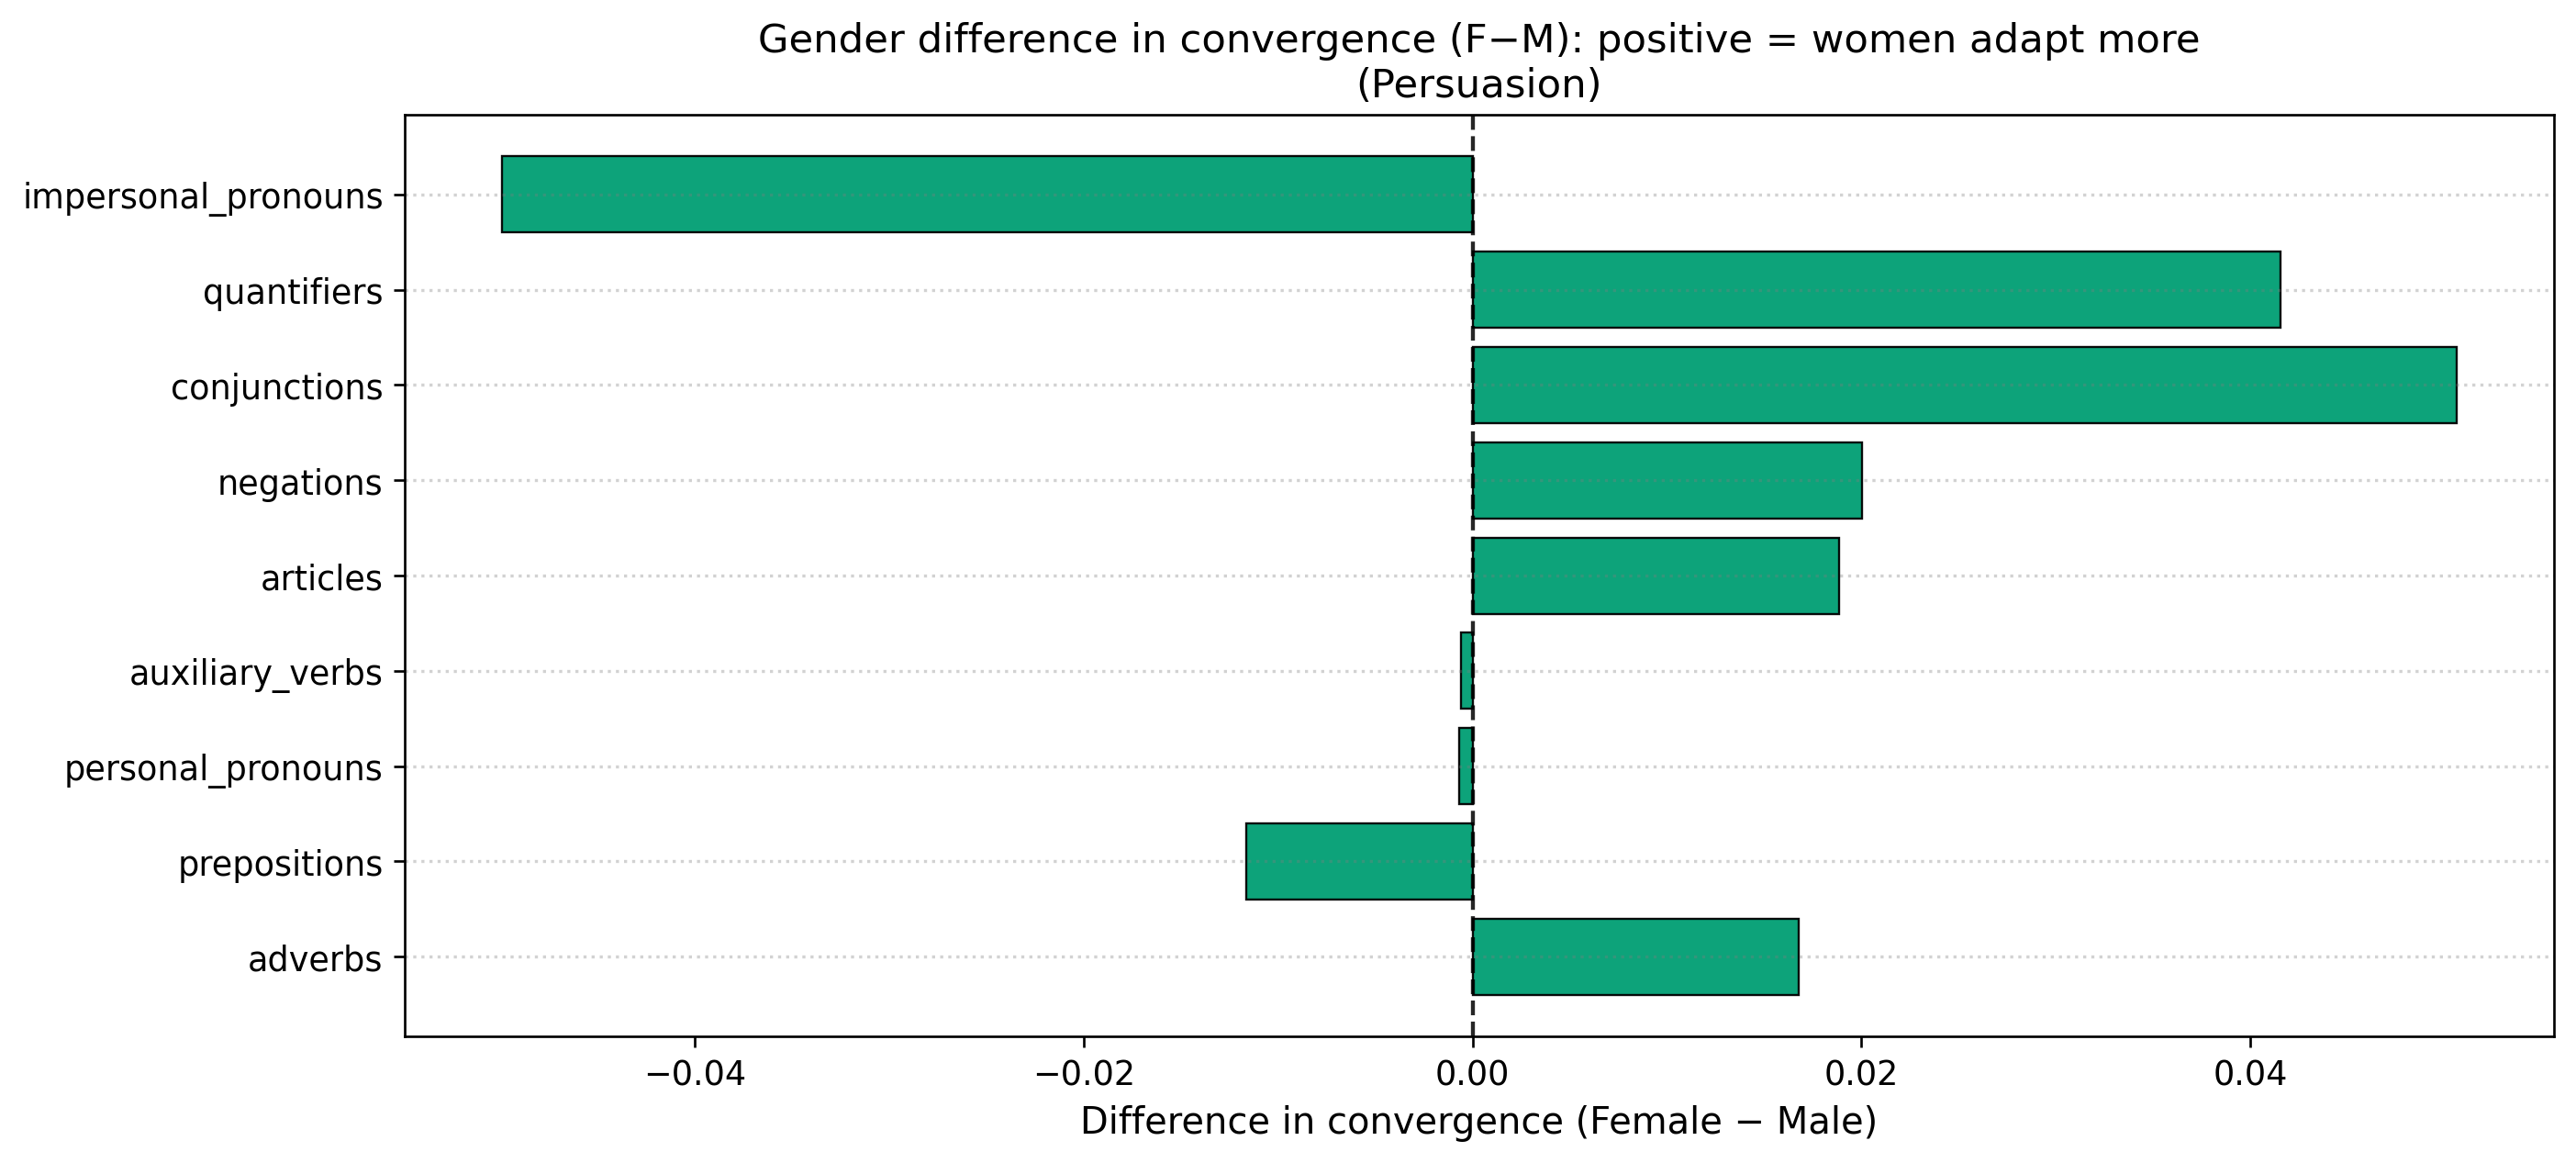 Gender difference in convergence (F−M): positive = women adapt more
(Persuasion)
impersonal_pronouns
quantifiers
conjunctions
negations
articles
auxiliary_verbs
personal_pronouns
prepositions
adverbs
−0.04 −0.02 0.00 0.02 0.04
Difference in convergence (Female − Male)